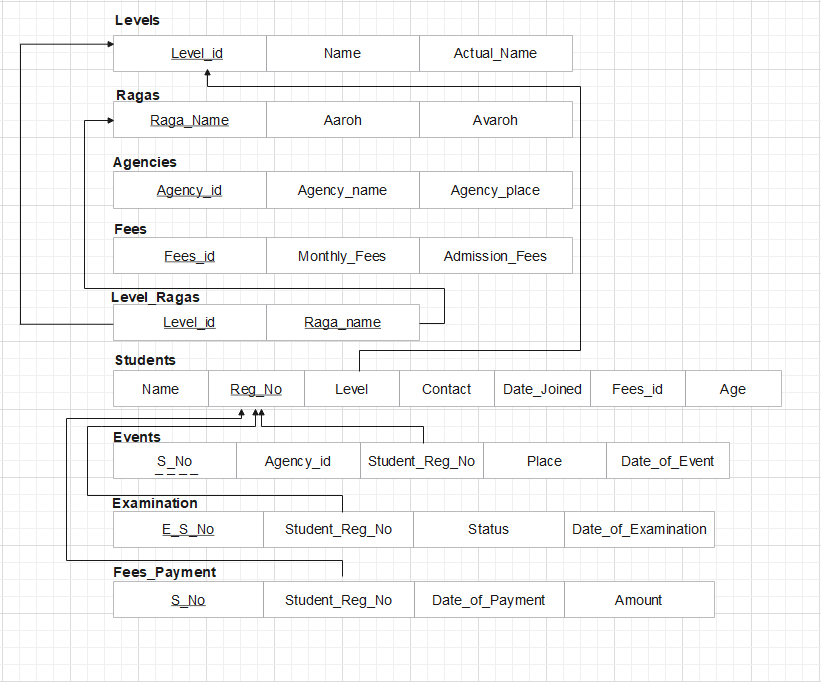 Levels
Level_id Name Actual_Name
Ragas
Raga_Name Aaroh Avaroh
Agencies
Agency_id Agency_name Agency_place
Fees
Fees_id Monthly_Fees Admission_Fees
Level_Ragas
Level_id Raga_name
Students
Name Reg_No Level Contact Date_Joined Fees_id Age
Events
S_No Agency_id Student_Reg_No Place Date_of_Event
Examination
E_S_No Student_Reg_No Status Date_of_Examination
Fees_Payment
S_No Student_Reg_No Date_of_Payment Amount